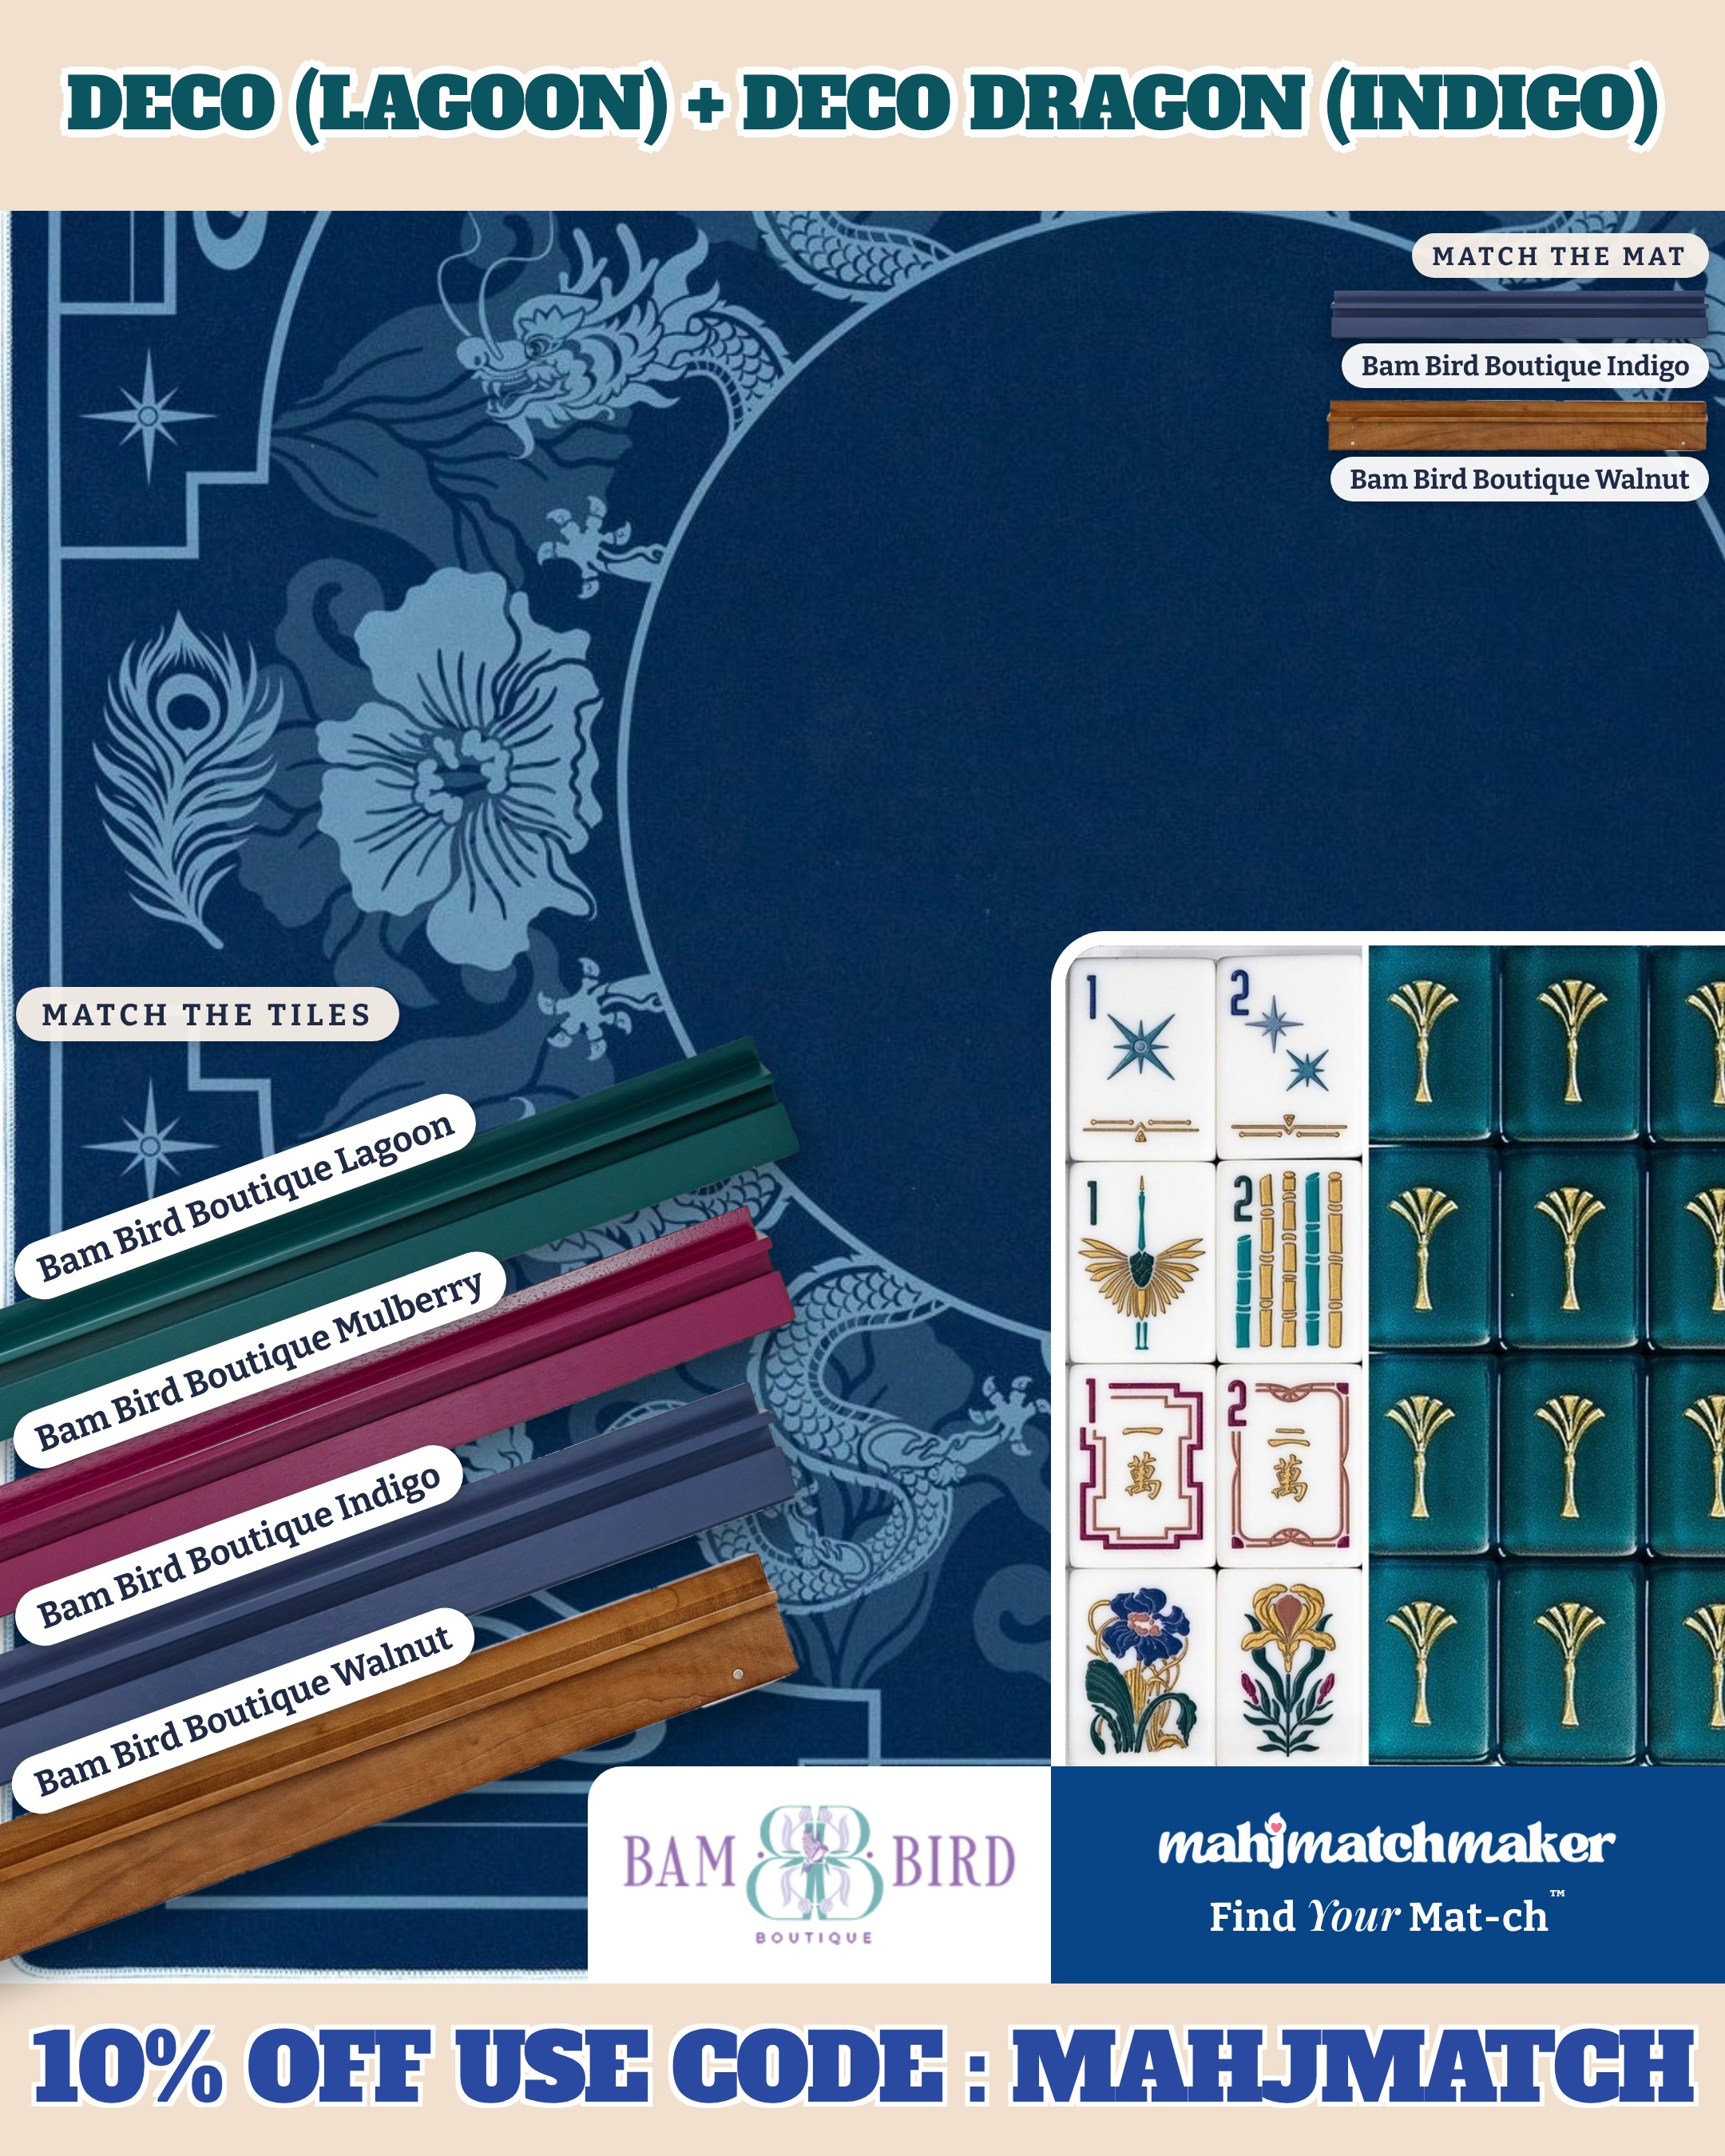 DECO (LAGOON) + DECO DRAGON (INDIGO)
MATCH THE MAT
Bam Bird Boutique Indigo
Bam Bird Boutique Walnut
MATCH THE TILES
Bam Bird Boutique Lagoon
Bam Bird Boutique Mulberry
Bam Bird Boutique Indigo
Bam Bird Boutique Walnut
1 2
1 2
1 2
一萬 二萬
BAM BIRD
BOUTIQUE
mahjmatchmaker
Find Your Mat-ch™
10% OFF USE CODE : MAHJMATCH